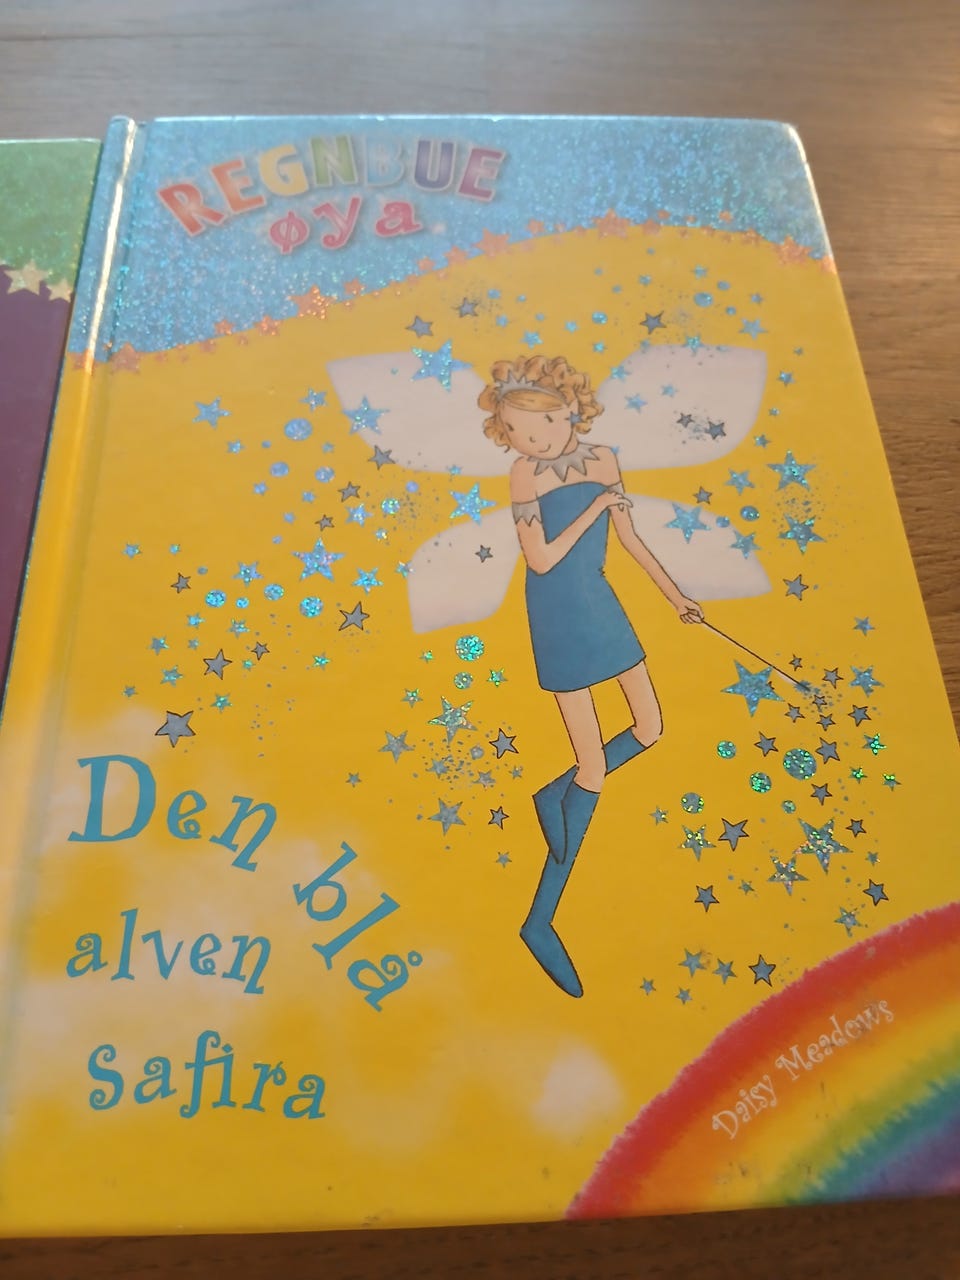 REGNBUE
øya
Den blå
alven
Safira
Daisy Meadows